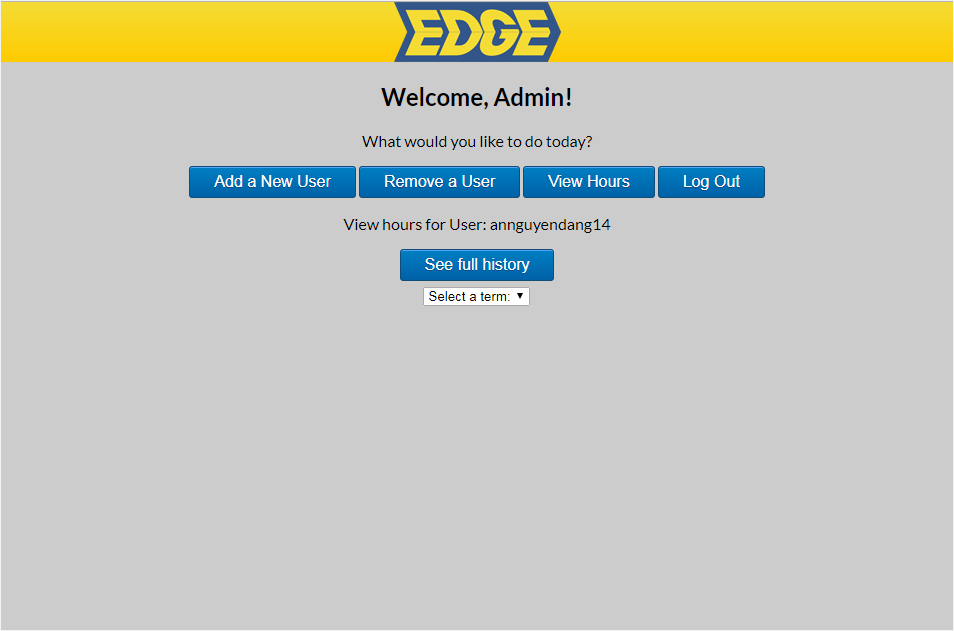 EDGE
Welcome, Admin!
What would you like to do today?
Add a New User Remove a User View Hours Log Out
View hours for User: annguyendang14
See full history
Select a term: